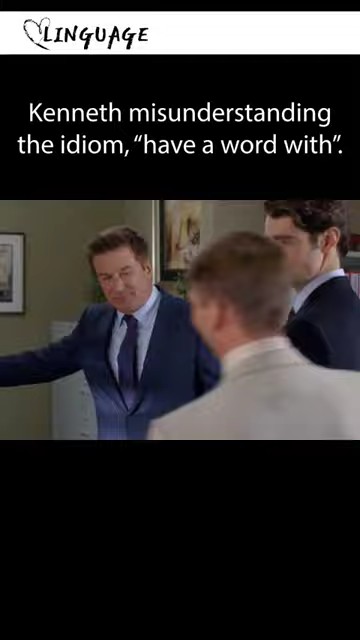 LINGUAGE
Kenneth misunderstanding
the idiom, “have a word with”.